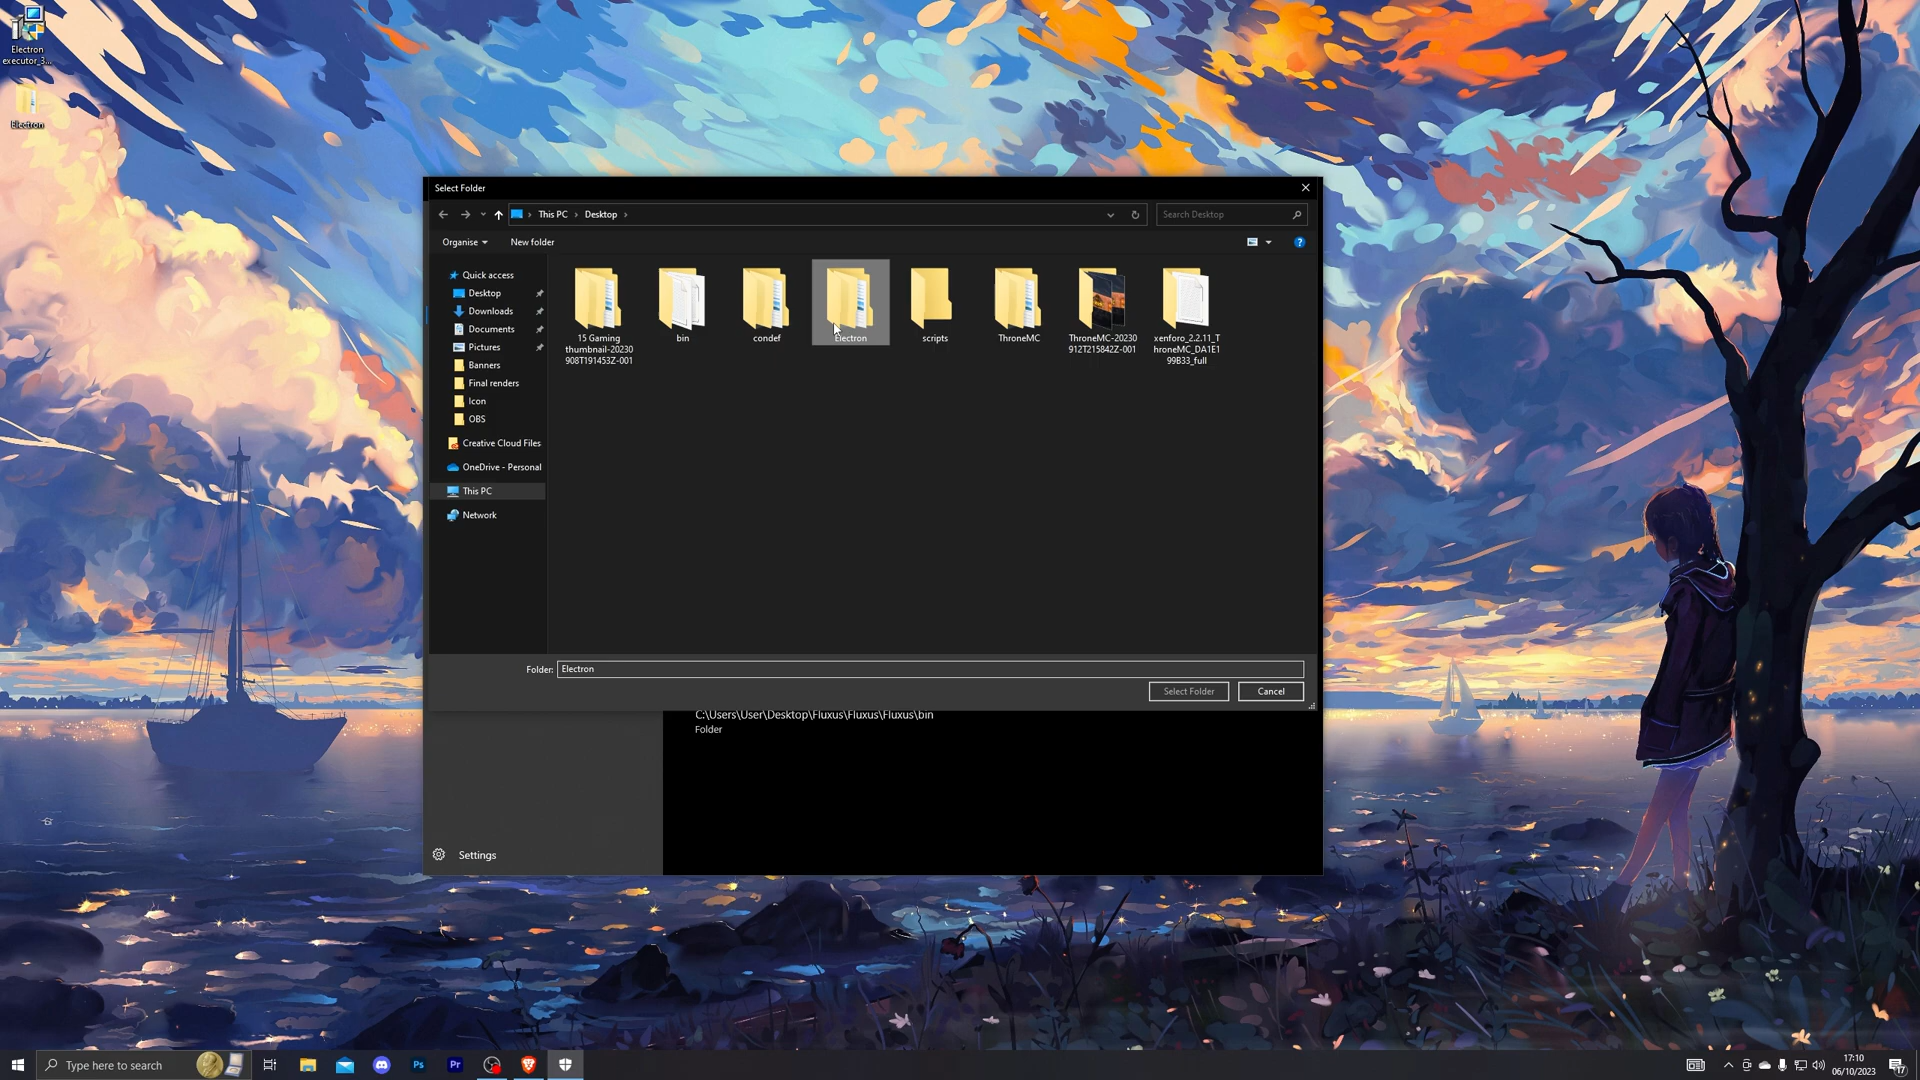 Electron
executor_3...
Electron
Select Folder
This PC > Desktop >
Search Desktop
Organise
New folder
Quick access
Desktop
Downloads
Documents
Pictures
Banners
Final renders
Icon
OBS
Creative Cloud Files
OneDrive - Personal
This PC
Network
15 Gaming
thumbnail-20230
908T191453Z-001
bin
condef
Electron
scripts
ThroneMC
ThroneMC-20230
912T215842Z-001
xenforo_2.2.11_T
hroneMC_DA1E1
99B33_full
Folder: Electron
Select Folder
Cancel
C:\Users\User\Desktop\Fluxus\Fluxus\Fluxus\bin
Folder
Settings
Type here to search
Ps
Pr
17:10
06/10/2023
17